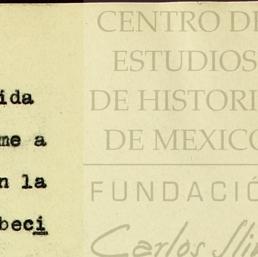 CENTRO DE
ESTUDIOS
DE HISTORI
DE MEXICO
FUNDACIÓ
Carlos Slim
ida
me a
n la
beci